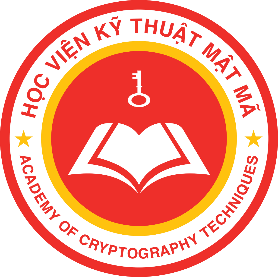 HỌC VIỆN KỸ THUẬT MẬT MÃ
ACADEMY OF CRYPTOGRAPHY TECHNIQUES